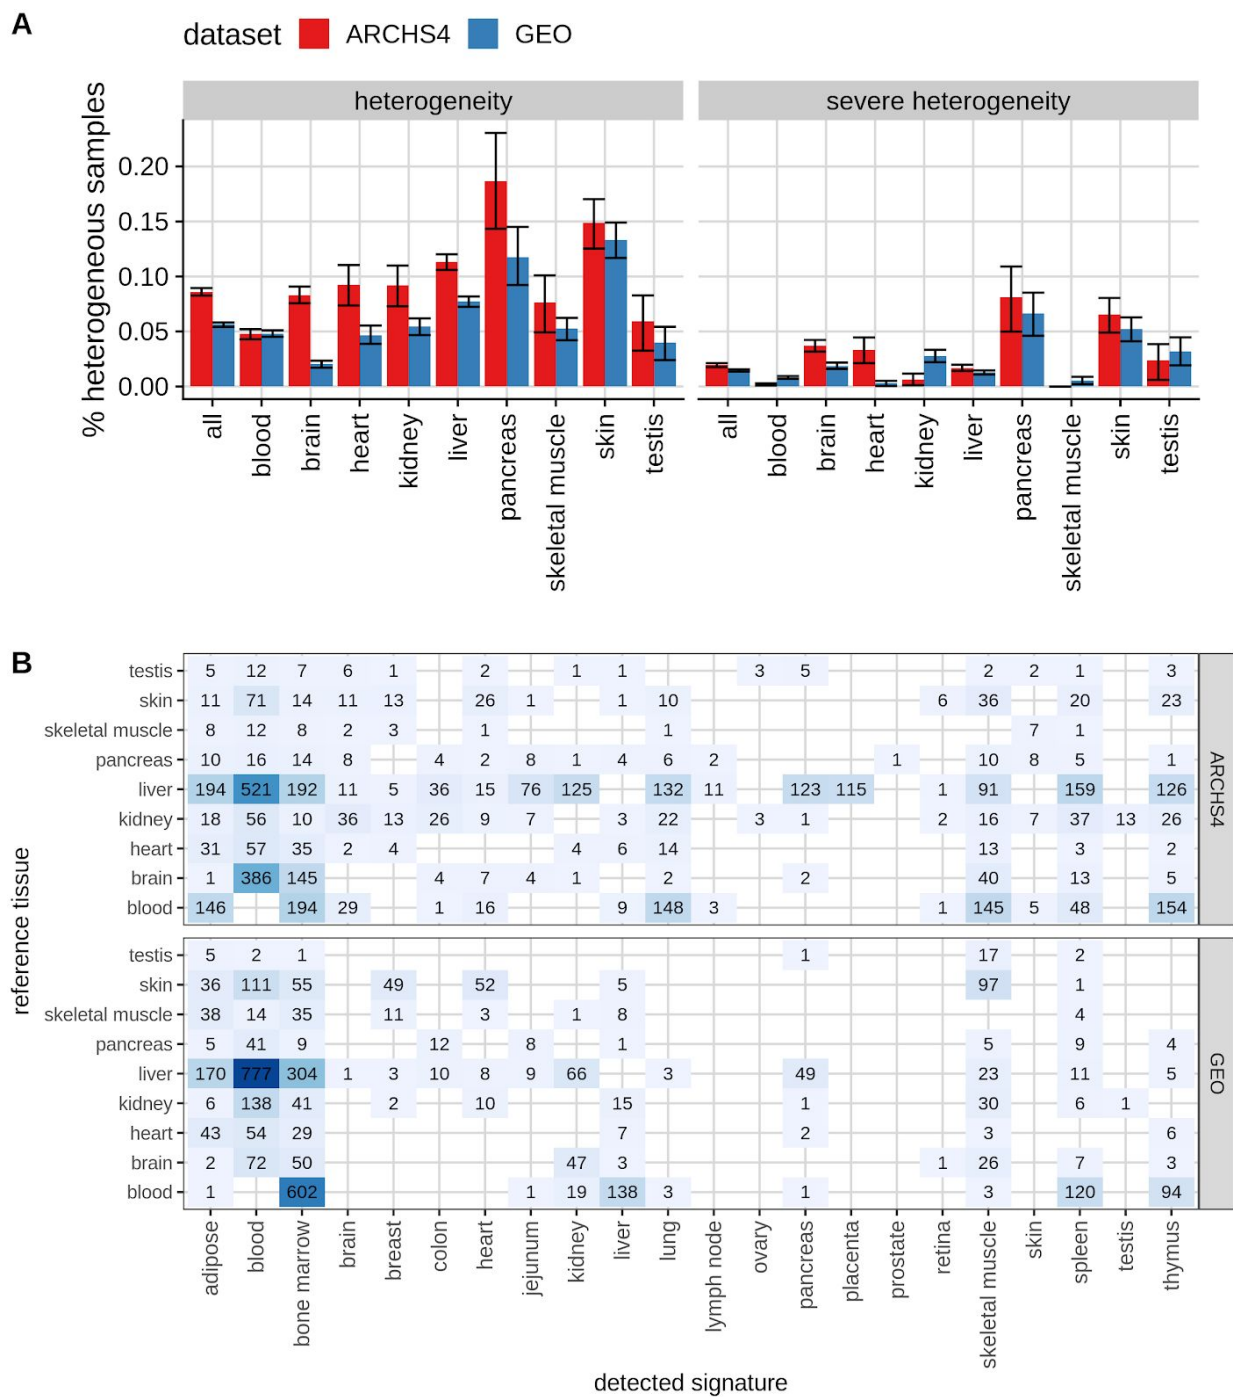 A
dataset ARCHS4 GEO
heterogeneity severe heterogeneity
% heterogeneous samples
0.20
0.15
0.10
0.05
0.00
all blood brain heart kidney liver pancreas skeletal muscle skin testis
all blood brain heart kidney liver pancreas skeletal muscle skin testis
B
reference tissue
ARCHS4
testis 5 12 7 6 1 2 1 1 3 5 2 2 1 3
skin 11 71 14 11 13 26 1 1 10 6 36 20 23
skeletal muscle 8 12 8 2 3 1 1 7 1
pancreas 10 16 14 8 4 2 8 1 4 6 2 1 10 8 5 1
liver 194 521 192 11 5 36 15 76 125 132 11 123 115 1 91 159 126
kidney 18 56 10 36 13 26 9 7 3 22 3 1 2 16 7 37 13 26
heart 31 57 35 2 4 4 6 14 13 3 2
brain 1 386 145 4 7 4 1 2 2 40 13 5
blood 146 194 29 1 16 9 148 3 1 145 5 48 154
GEO
testis 5 2 1 1 17 2
skin 36 111 55 49 52 5 97 1
skeletal muscle 38 14 35 11 3 1 8 4
pancreas 5 41 9 12 8 1 5 9 4
liver 170 777 304 1 3 10 8 9 66 3 49 23 11 5
kidney 6 138 41 2 10 15 1 30 6 1
heart 43 54 29 7 2 3 6
brain 2 72 50 47 3 1 26 7 3
blood 1 602 1 19 138 3 1 3 120 94
adipose blood bone marrow brain breast colon heart jejunum kidney liver lung lymph node ovary pancreas placenta prostate retina skeletal muscle skin spleen testis thymus
detected signature